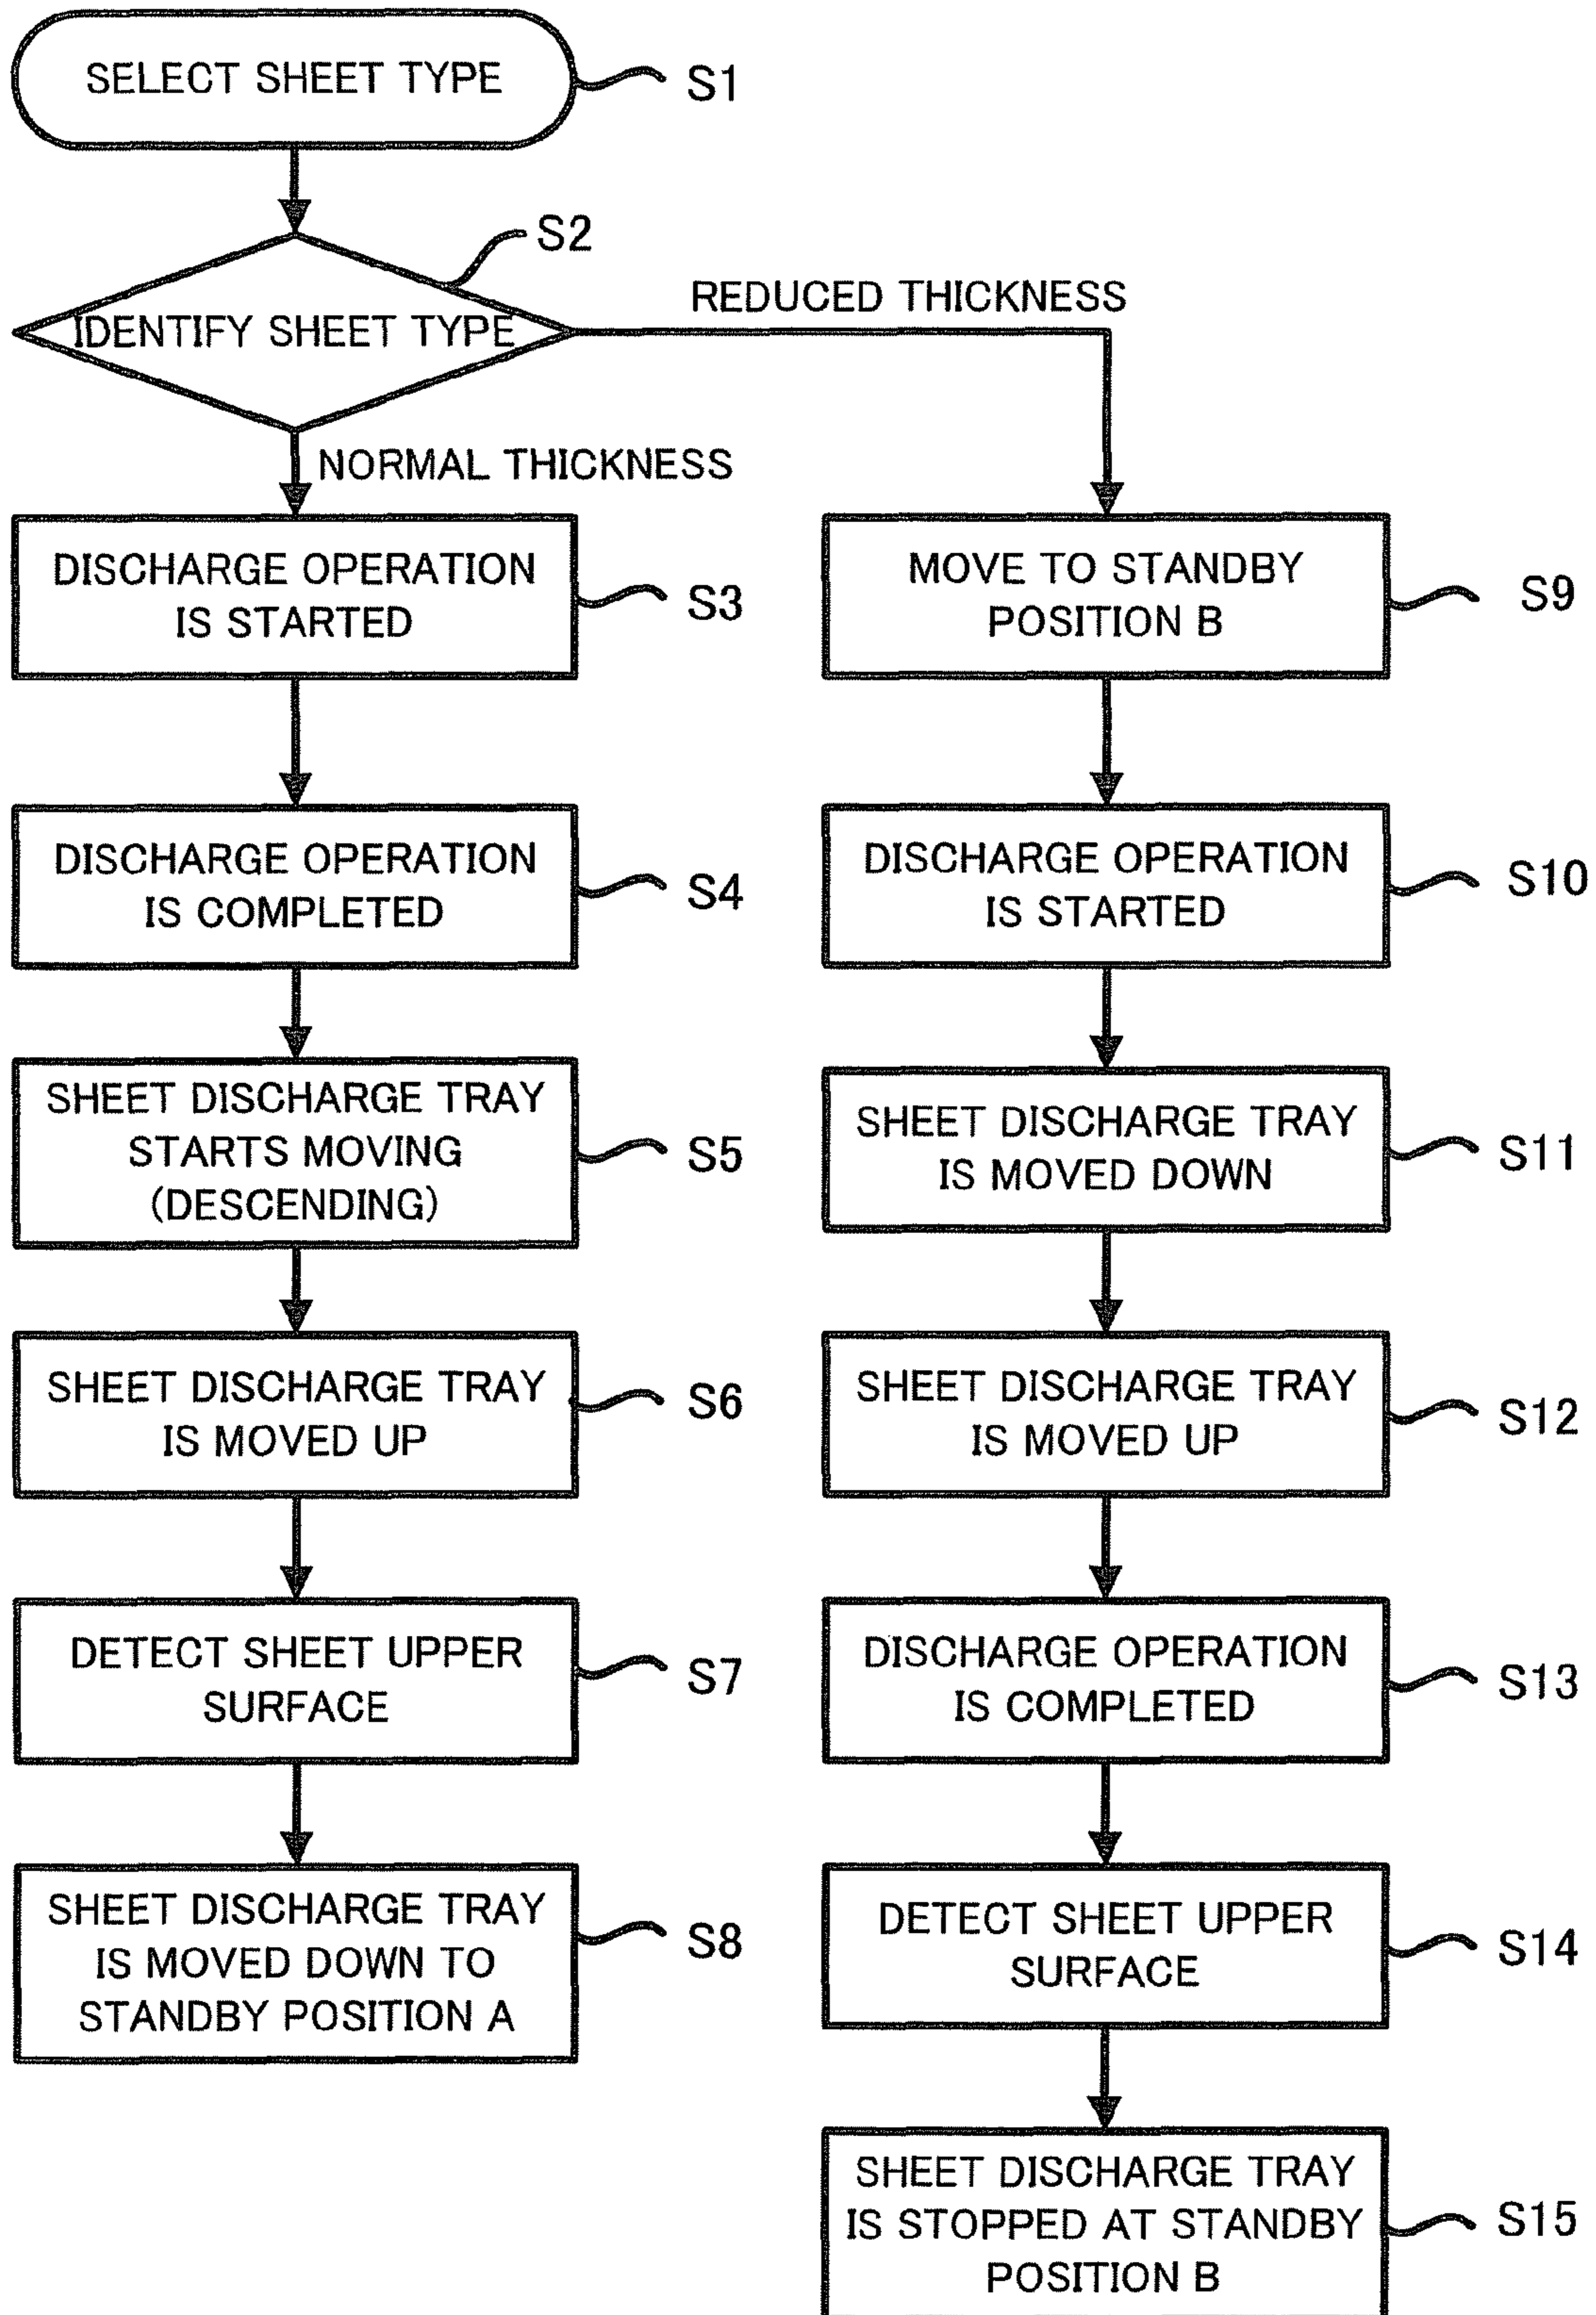 SELECT SHEET TYPE
S1
S2
IDENTIFY SHEET TYPE
REDUCED THICKNESS
NORMAL THICKNESS
DISCHARGE OPERATION
IS STARTED
S3
DISCHARGE OPERATION
IS COMPLETED
S4
SHEET DISCHARGE TRAY
STARTS MOVING
(DESCENDING)
S5
SHEET DISCHARGE TRAY
IS MOVED UP
S6
DETECT SHEET UPPER
SURFACE
S7
SHEET DISCHARGE TRAY
IS MOVED DOWN TO
STANDBY POSITION A
S8
MOVE TO STANDBY
POSITION B
S9
DISCHARGE OPERATION
IS STARTED
S10
SHEET DISCHARGE TRAY
IS MOVED DOWN
S11
SHEET DISCHARGE TRAY
IS MOVED UP
S12
DISCHARGE OPERATION
IS COMPLETED
S13
DETECT SHEET UPPER
SURFACE
S14
SHEET DISCHARGE TRAY
IS STOPPED AT STANDBY
POSITION B
S15